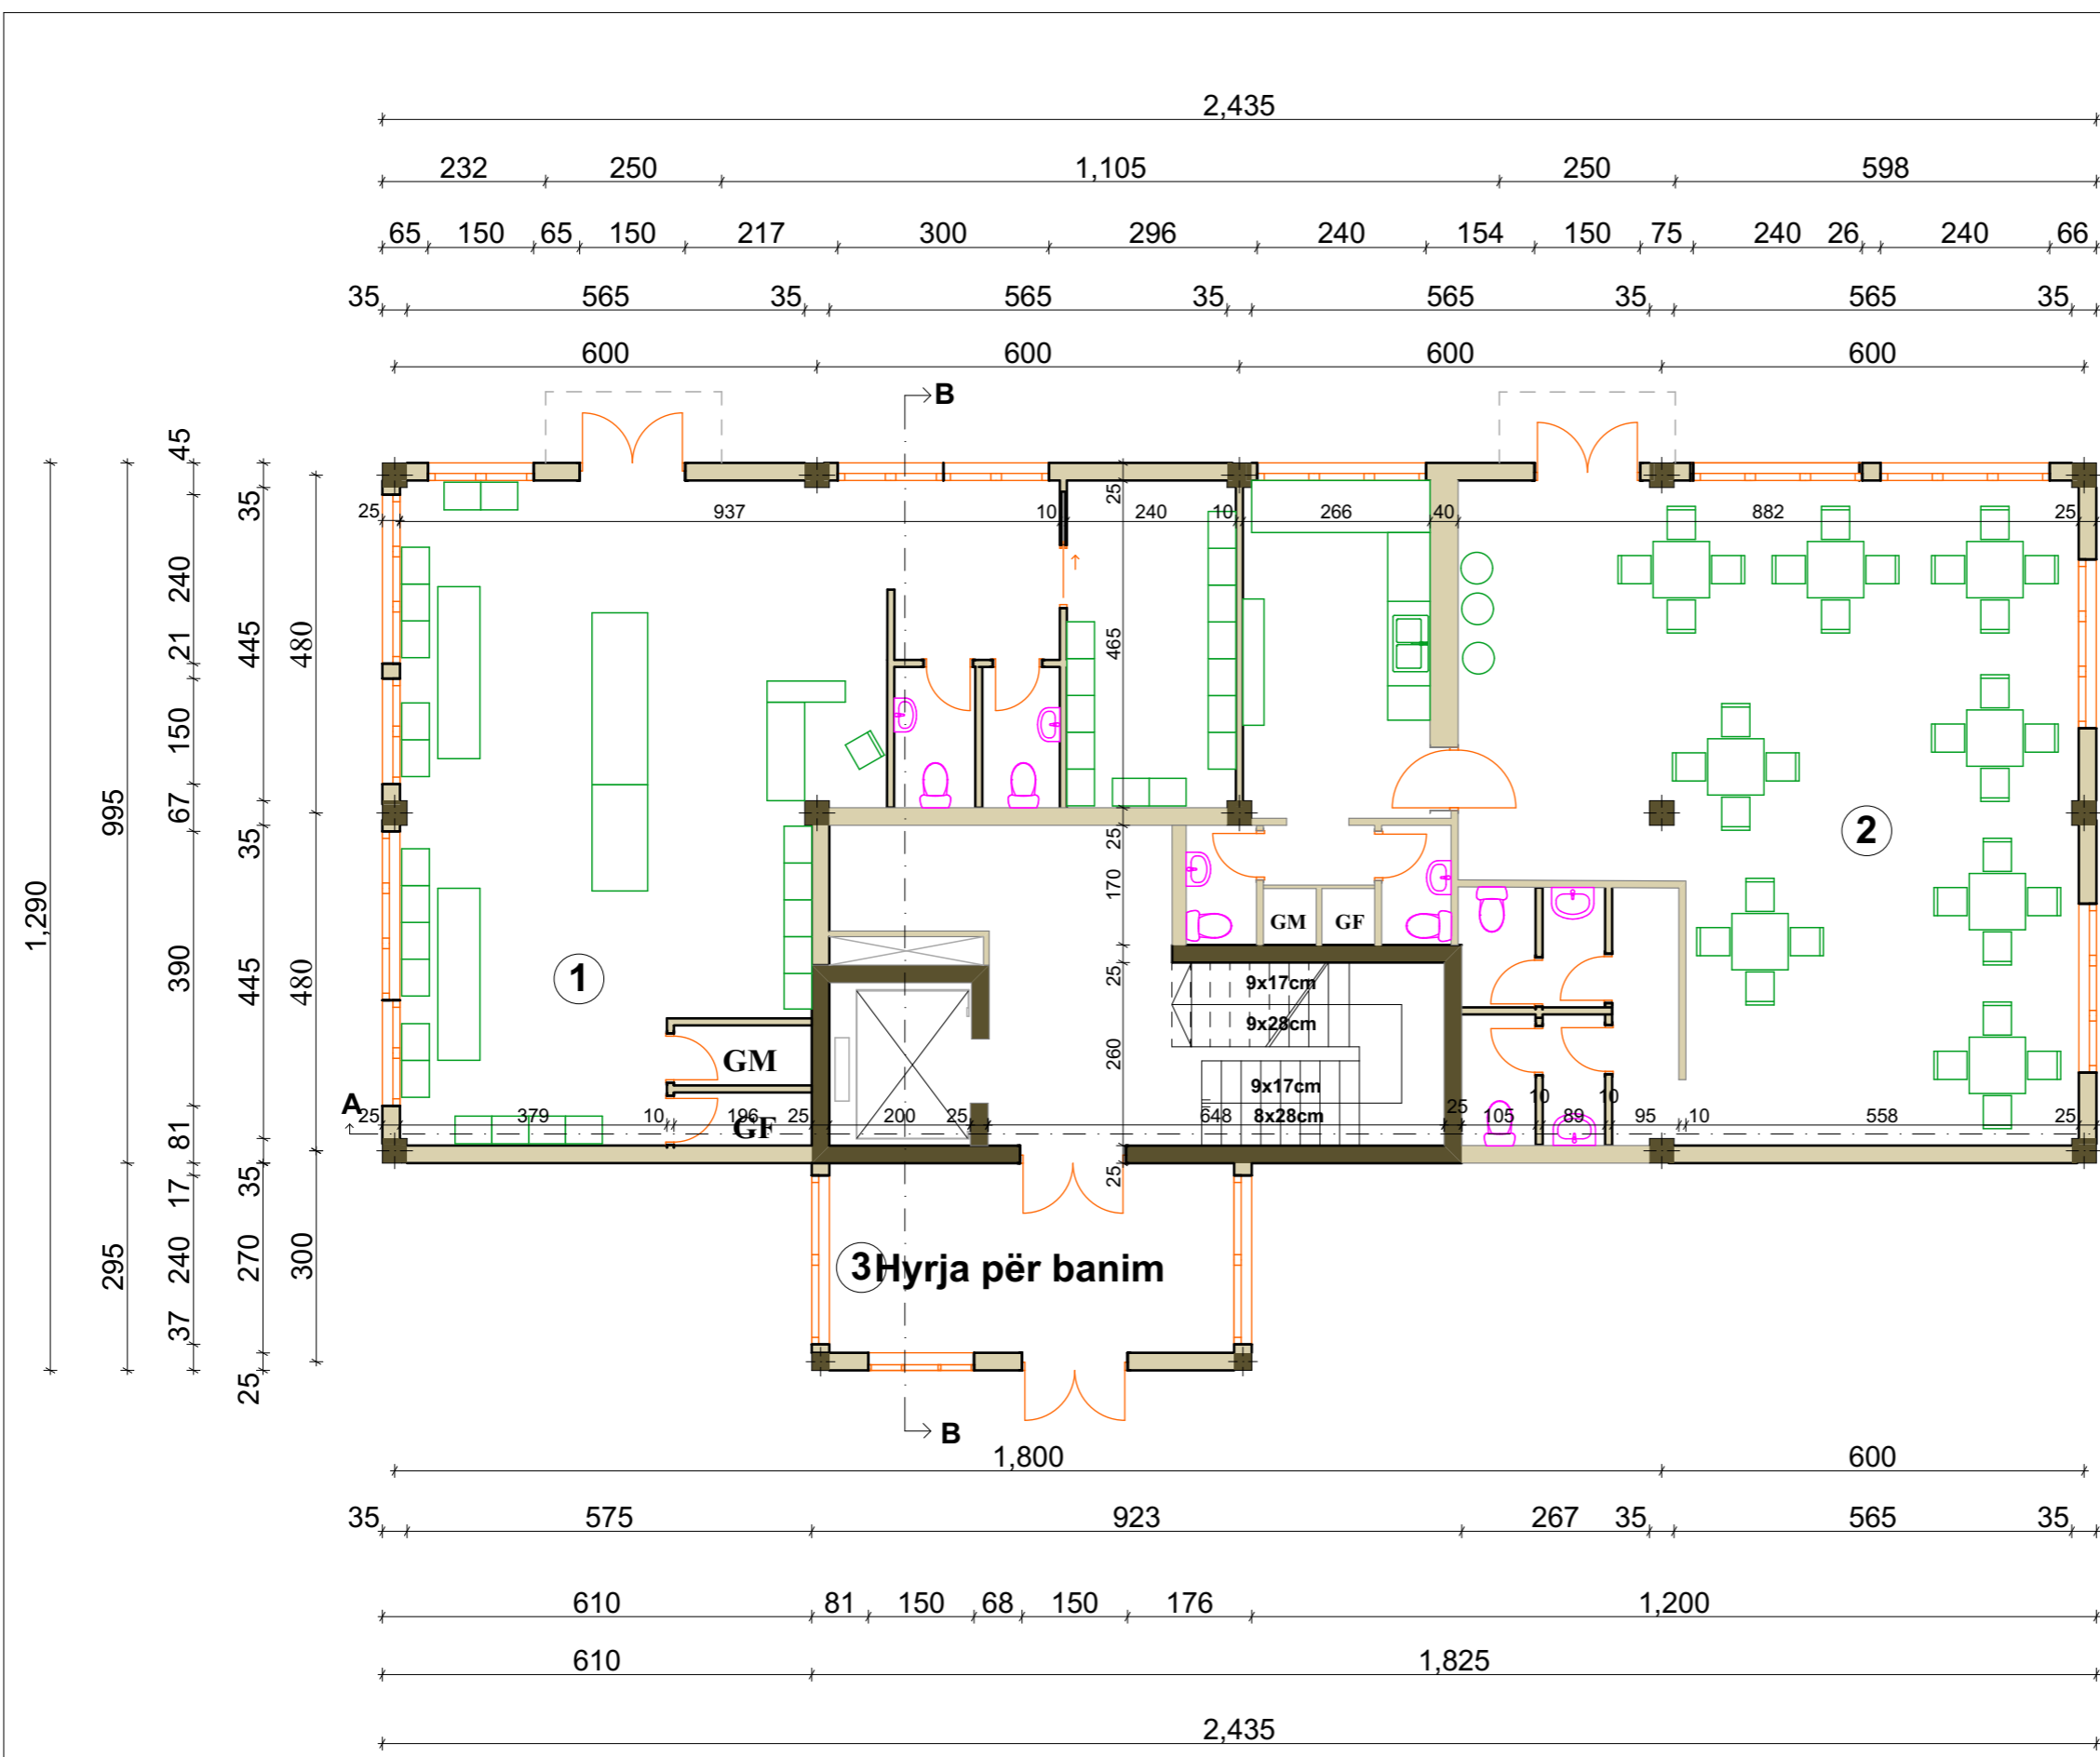 2,435
232 250 1,105 250 598
65 150 65 150 217 300 296 240 154 150 75 240 26 240 66
35 565 35 565 35 565 35 565 35
600 600 600 600
B
45 35 240 21 445 480 150 67 35 995 1,290 390 445 480 81 17 35 295 240 270 300 37 25
25 937 10 240 10 266 40 882 25
25
465
25
170
25
260
25
2
1
GM GF
9x17cm
9x28cm
GM
9x17cm
A
25 379 10 196 25 200 25 648 8x28cm 25 105 10 89 10 95 10 558 25
GF
3 Hyrja për banim
B
1,800 600
35 575 923 267 35 565 35
610 81 150 68 150 176 1,200
610 1,825
2,435